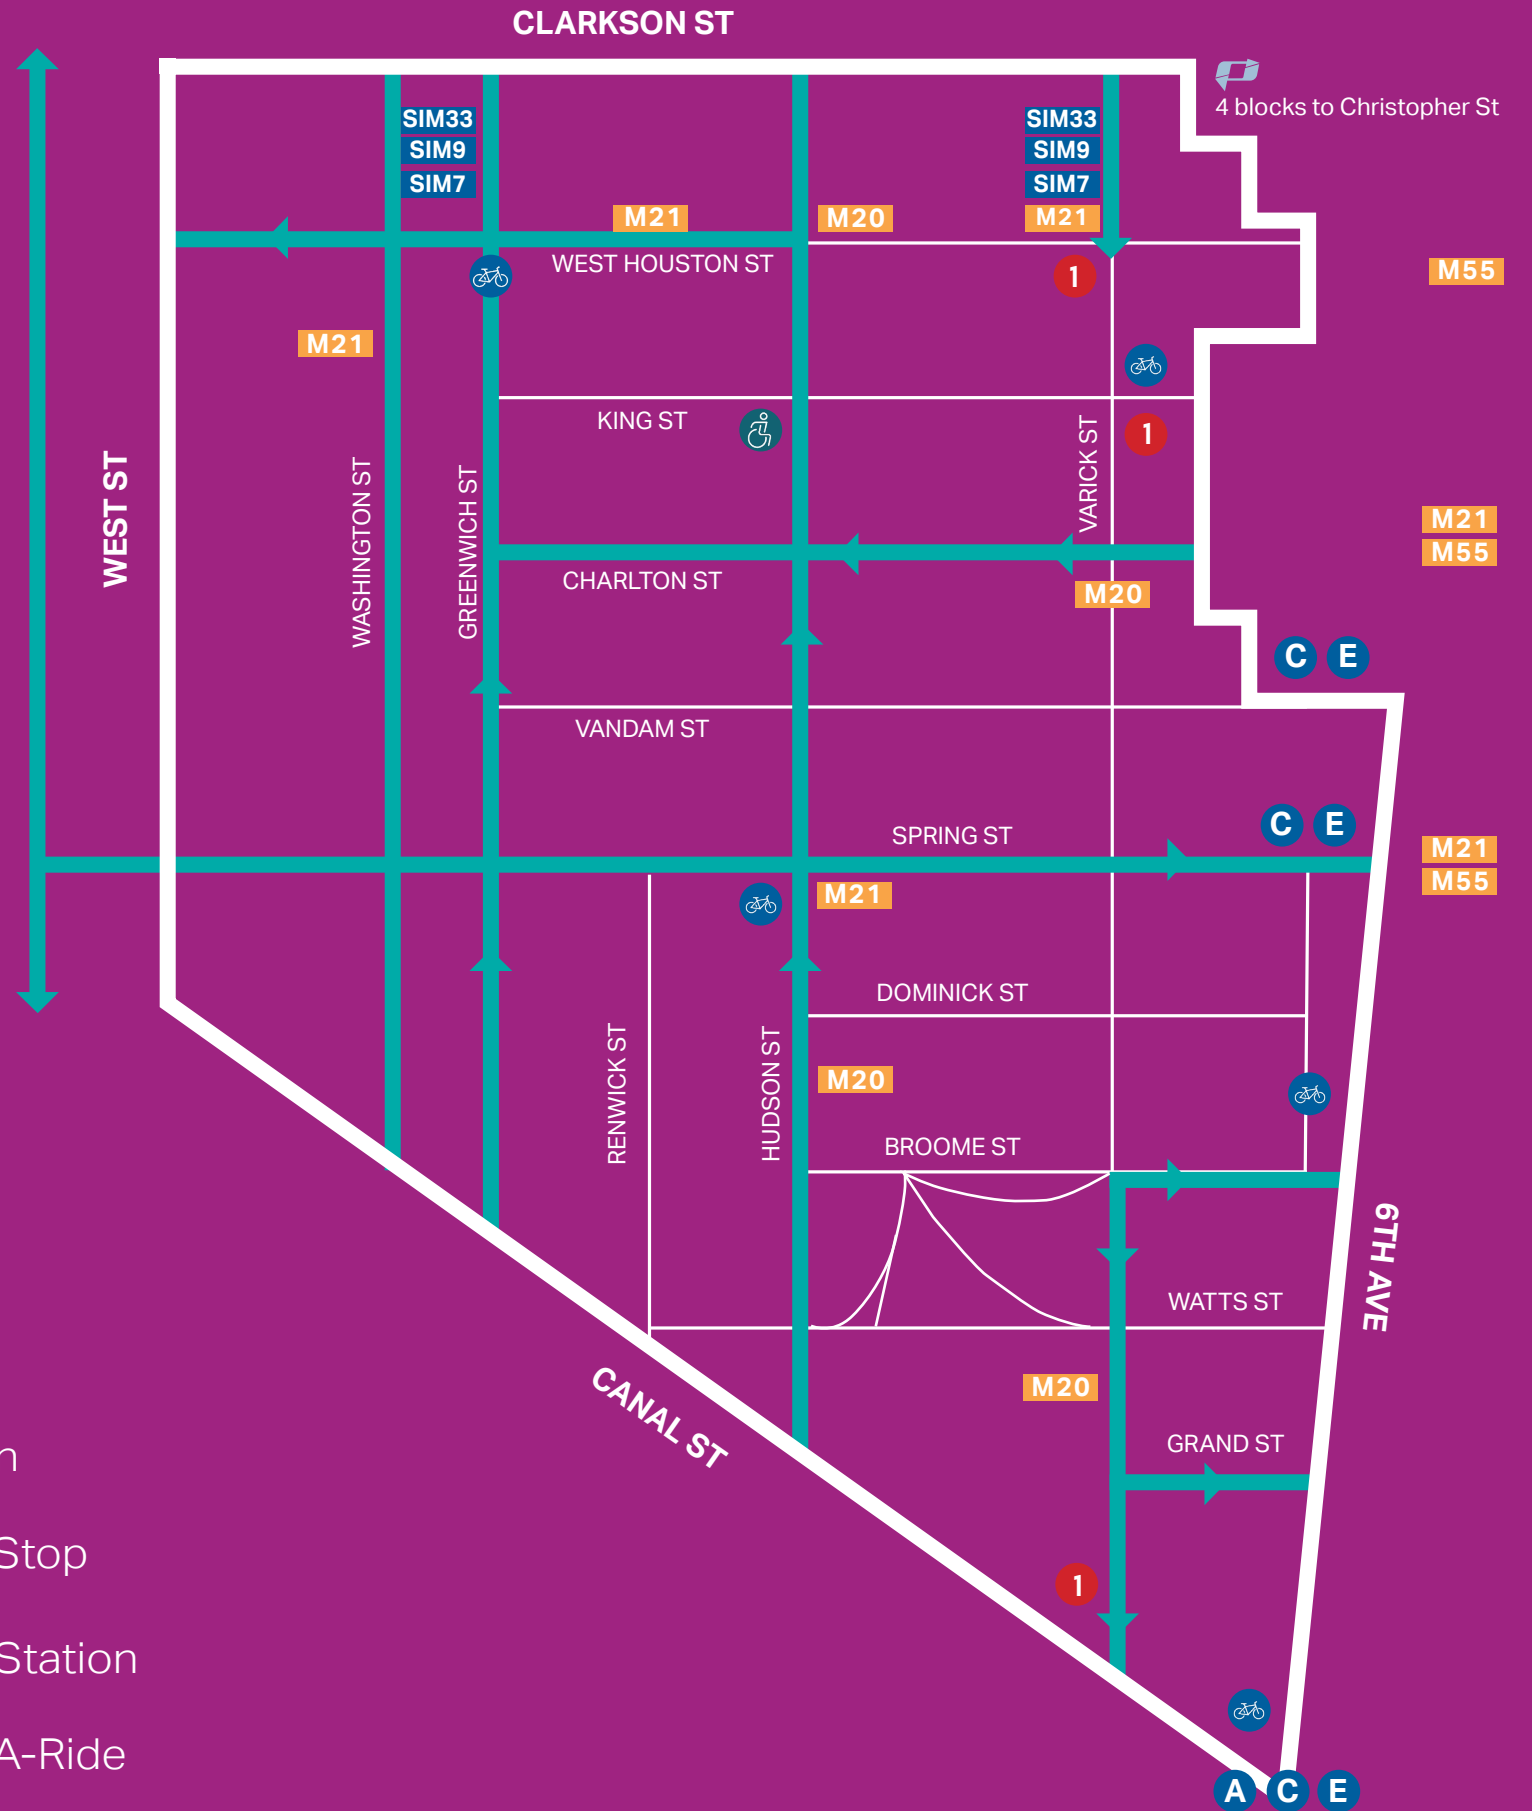 CLARKSON ST
4 blocks to Christopher St
SIM33
SIM9
SIM7
SIM33
SIM9
SIM7
M21
M20
M21
WEST HOUSTON ST
1
M55
M21
KING ST
1
VARICK ST
WEST ST
WASHINGTON ST
GREENWICH ST
M21
M55
CHARLTON ST
M20
C E
VANDAM ST
SPRING ST
C E
M21
M55
M21
DOMINICK ST
RENWICK ST
HUDSON ST
M20
BROOME ST
6TH AVE
WATTS ST
CANAL ST
M20
GRAND ST
n
Stop
1
Station
A-Ride
A C E